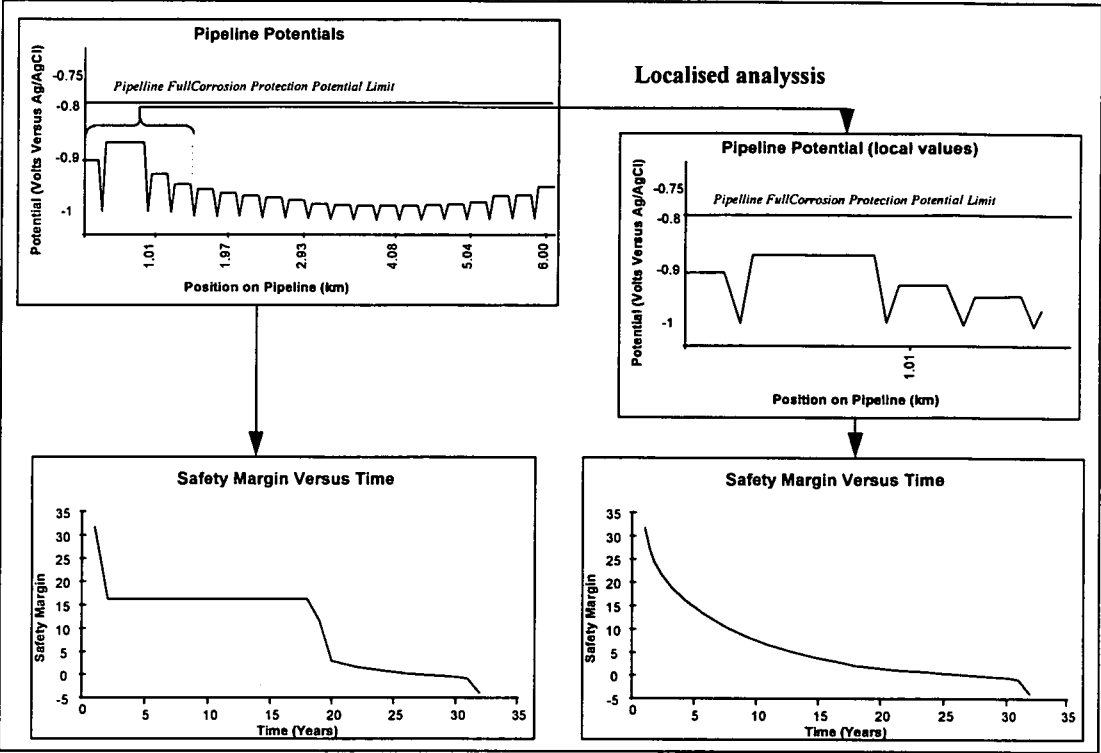 Pipeline Potentials
Potential (Volts Versus Ag/AgCl)
-0.75
-0.8
-0.9
-1
Pipelline FullCorrosion Protection Potential Limit
1.01
1.97
2.93
4.08
5.04
6.00
Position on Pipeline (km)
Localised analyssis
Pipeline Potential (local values)
Potential (Volts Versus Ag/AgCl)
-0.75
-0.8
-0.9
-1
Pipelline FullCorrosion Protection Potential Limit
1.01
Position on Pipeline (km)
Safety Margin Versus Time
Safety Margin
35
30
25
20
15
10
5
0
-5
0 5 10 15 20 25 30 35
Time (Years)
Safety Margin Versus Time
Safety Margin
35
30
25
20
15
10
5
0
-5
0 5 10 15 20 25 30 35
Time (Years)